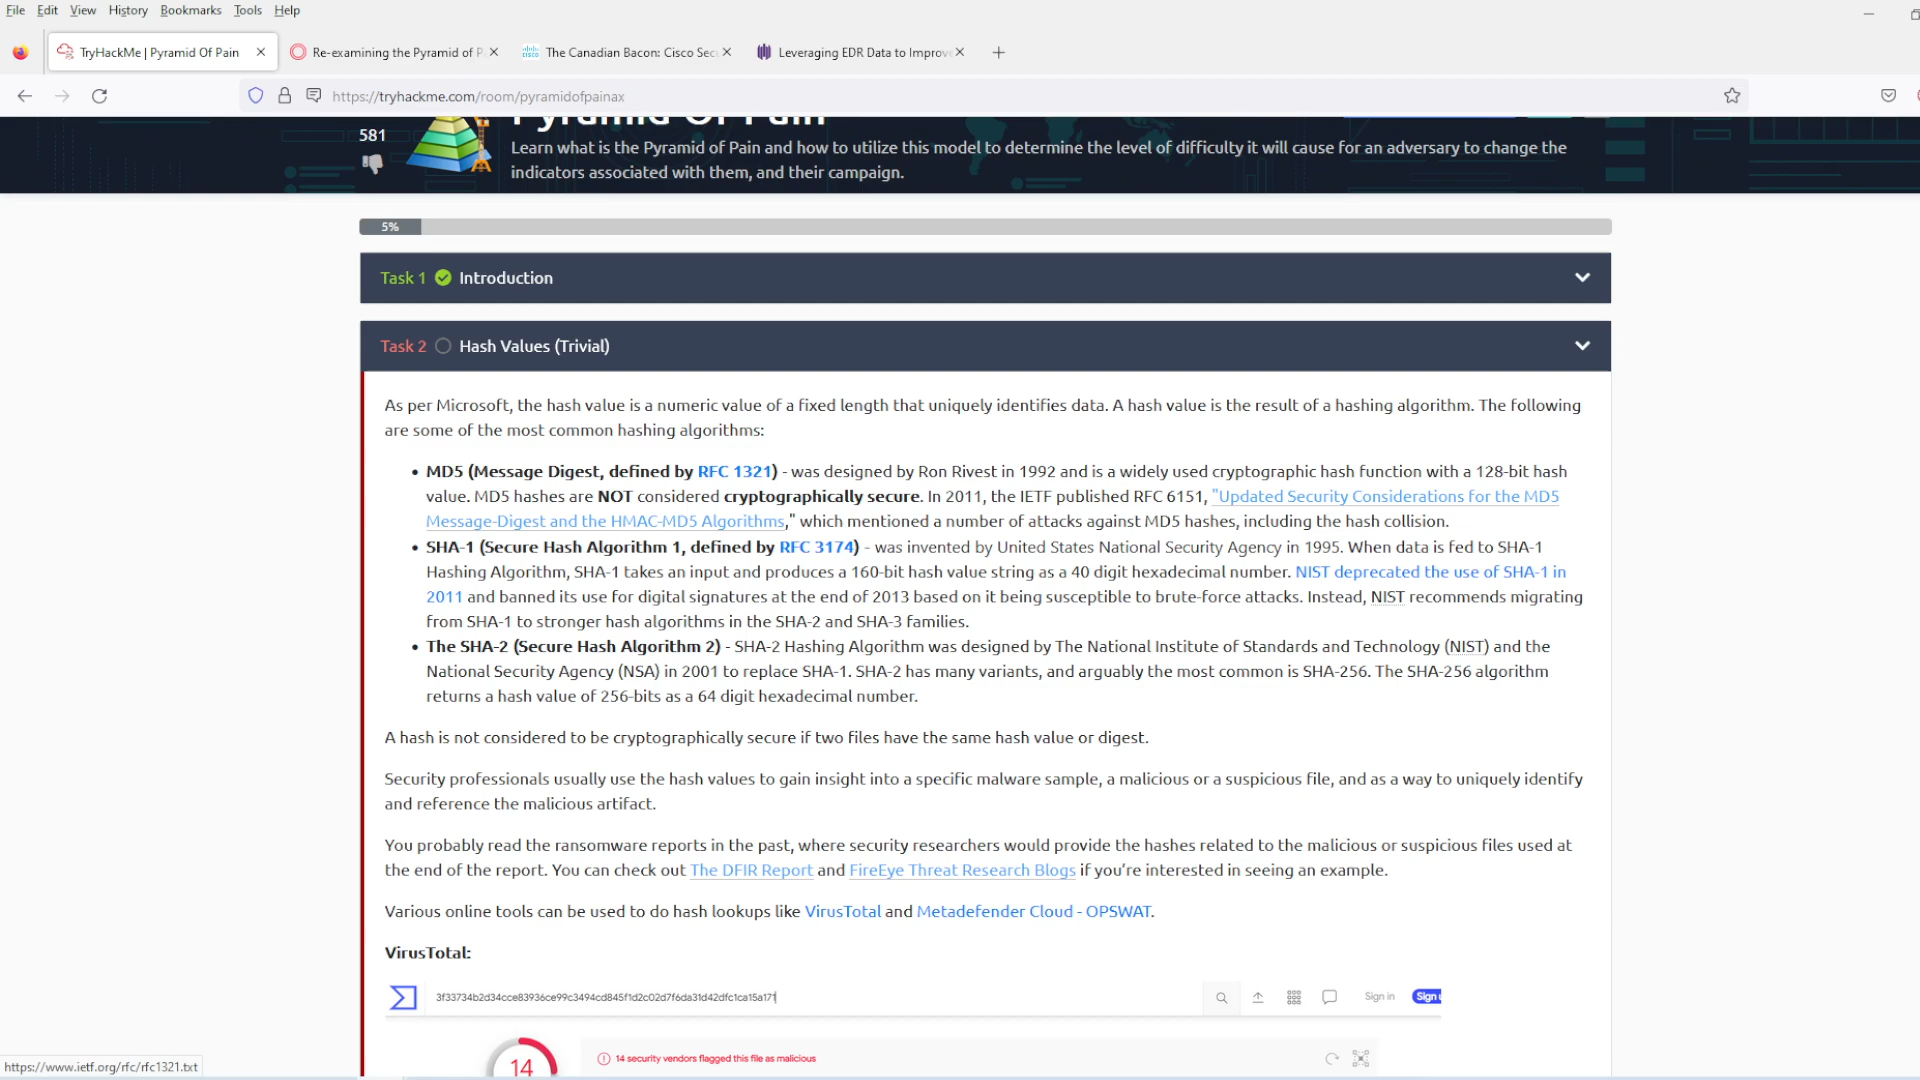 File Edit View History Bookmarks Tools Help
TryHackMe | Pyramid Of Pain
Re-examining the Pyramid of P
The Canadian Bacon: Cisco Sec
Leveraging EDR Data to Improv
https://tryhackme.com/room/pyramidofpainax
Pyramid Of Pain
581
Learn what is the Pyramid of Pain and how to utilize this model to determine the level of difficulty it will cause for an adversary to change the
indicators associated with them, and their campaign.
5%
Task 1 Introduction
Task 2 Hash Values (Trivial)
As per Microsoft, the hash value is a numeric value of a fixed length that uniquely identifies data. A hash value is the result of a hashing algorithm. The following
are some of the most common hashing algorithms:
• MD5 (Message Digest, defined by RFC 1321) - was designed by Ron Rivest in 1992 and is a widely used cryptographic hash function with a 128-bit hash
value. MD5 hashes are NOT considered cryptographically secure. In 2011, the IETF published RFC 6151, "Updated Security Considerations for the MD5
Message-Digest and the HMAC-MD5 Algorithms," which mentioned a number of attacks against MD5 hashes, including the hash collision.
• SHA-1 (Secure Hash Algorithm 1, defined by RFC 3174) - was invented by United States National Security Agency in 1995. When data is fed to SHA-1
Hashing Algorithm, SHA-1 takes an input and produces a 160-bit hash value string as a 40 digit hexadecimal number. NIST deprecated the use of SHA-1 in
2011 and banned its use for digital signatures at the end of 2013 based on it being susceptible to brute-force attacks. Instead, NIST recommends migrating
from SHA-1 to stronger hash algorithms in the SHA-2 and SHA-3 families.
• The SHA-2 (Secure Hash Algorithm 2) - SHA-2 Hashing Algorithm was designed by The National Institute of Standards and Technology (NIST) and the
National Security Agency (NSA) in 2001 to replace SHA-1. SHA-2 has many variants, and arguably the most common is SHA-256. The SHA-256 algorithm
returns a hash value of 256-bits as a 64 digit hexadecimal number.
A hash is not considered to be cryptographically secure if two files have the same hash value or digest.
Security professionals usually use the hash values to gain insight into a specific malware sample, a malicious or a suspicious file, and as a way to uniquely identify
and reference the malicious artifact.
You probably read the ransomware reports in the past, where security researchers would provide the hashes related to the malicious or suspicious files used at
the end of the report. You can check out The DFIR Report and FireEye Threat Research Blogs if you're interested in seeing an example.
Various online tools can be used to do hash lookups like VirusTotal and Metadefender Cloud - OPSWAT.
VirusTotal:
3f33734b2d34cce83936ce99c3494cd845f1d2c02d7f6da31d42dfc1ca15a171
Sign in
Sign
14
14 security vendors flagged this file as malicious
https://www.ietf.org/rfc/rfc1321.txt